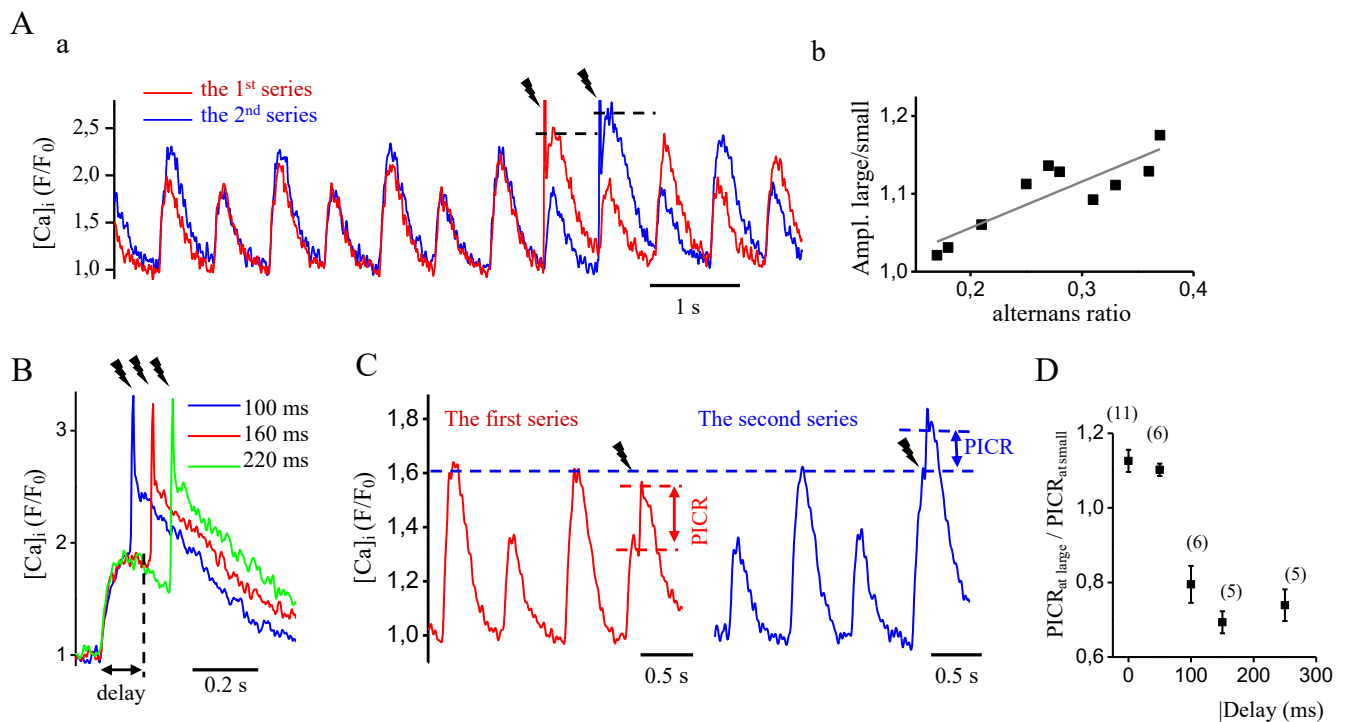 A
a
the 1st series
the 2nd series
[Ca]i (F/F0)
2,5
2,0
1,5
1,0
1 s
b
Ampl. large/small
1,2
1,1
1,0
0,2 0,3 0,4
alternans ratio
B
100 ms
160 ms
220 ms
[Ca]i (F/F0)
3
2
1
delay
0.2 s
C
The first series
The second series
[Ca]i (F/F0)
1,8
1,6
1,4
1,2
1,0
PICR
PICR
0.5 s
0.5 s
D
PICRat large / PICRat small
1,2
1,0
0,8
0,6
(11)
(6)
(6)
(5)
(5)
0 100 200 300
|Delay (ms)